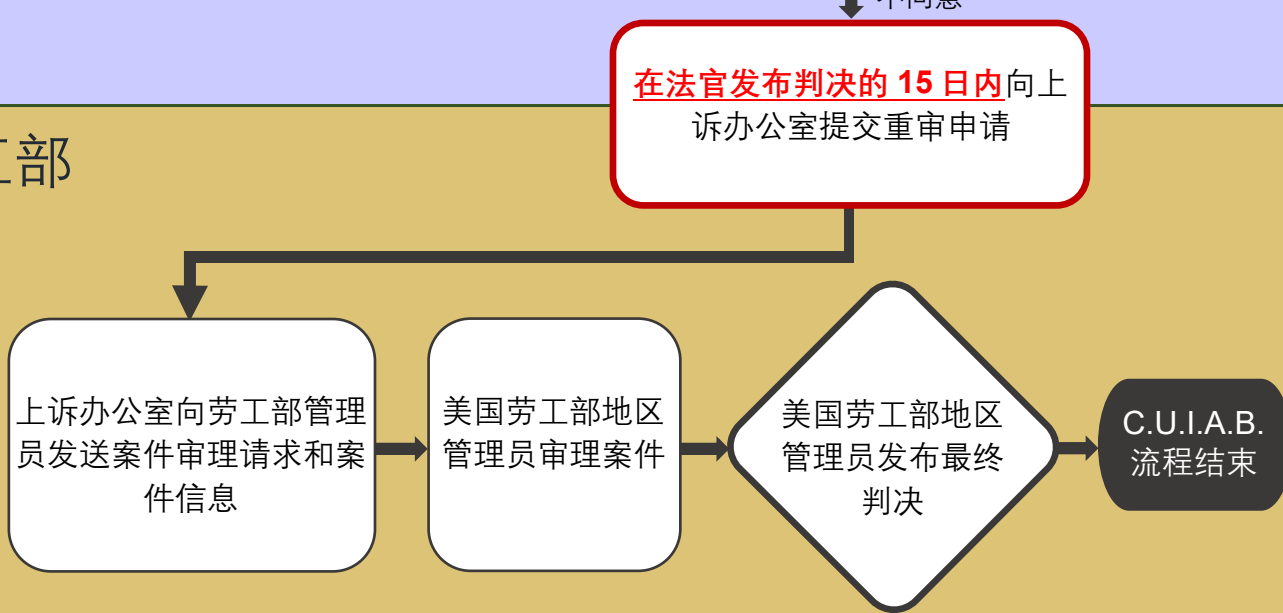 在法官发布判决的 15 日内向上
诉办公室提交重审申请
部
上诉办公室向劳工部管理
员发送案件审理请求和案
件信息
美国劳工部地区
管理员审理案件
美国劳工部地区
管理员发布最终
判决
C.U.I.A.B.
流程结束